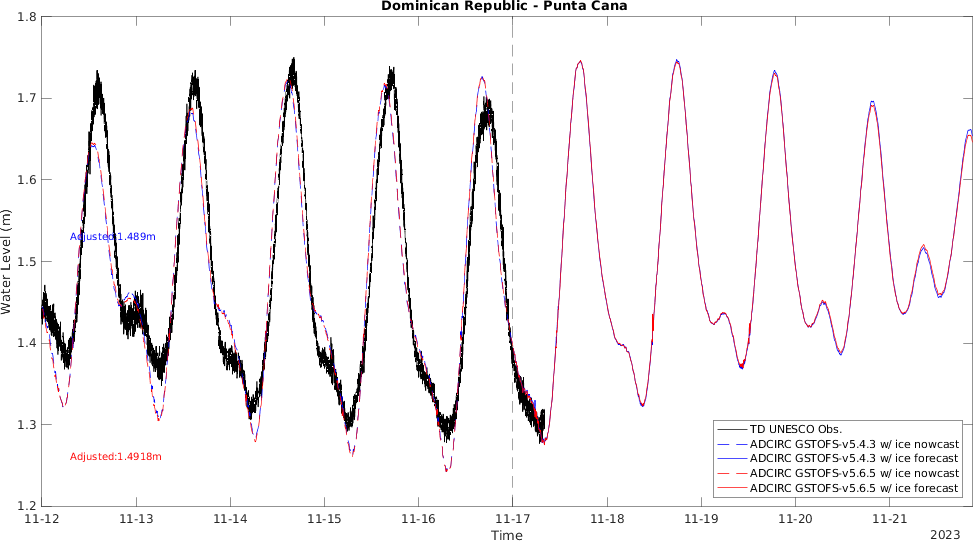 Dominican Republic - Punta Cana
1.8
1.7
1.6
1.5
1.4
1.3
1.2
Water Level (m)
Adjusted:1.489m
Adjusted:1.4918m
TD UNESCO Obs.
ADCIRC GSTOFS-v5.4.3 w/ ice nowcast
ADCIRC GSTOFS-v5.4.3 w/ ice forecast
ADCIRC GSTOFS-v5.6.5 w/ ice nowcast
ADCIRC GSTOFS-v5.6.5 w/ ice forecast
11-12 11-13 11-14 11-15 11-16 11-17 11-18 11-19 11-20 11-21
Time
2023